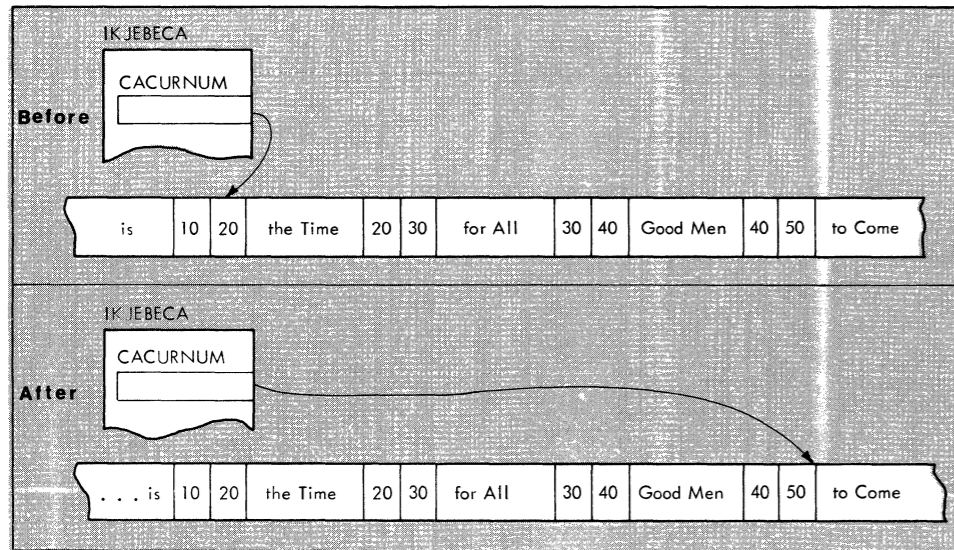 IKJEBECA
CACURNUM
Before
is 10 20 the Time 20 30 for All 30 40 Good Men 40 50 to Come
IKJEBECA
CACURNUM
After
. . . is 10 20 the Time 20 30 for All 30 40 Good Men 40 50 to Come